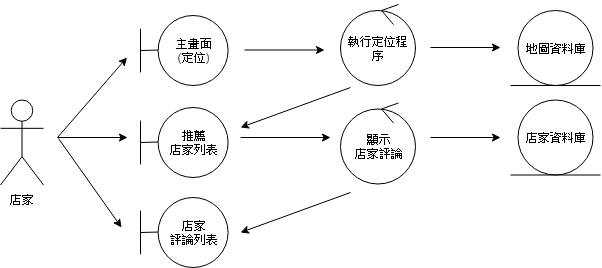 主畫面
(定位)
執行定位程
序
地圖資料庫
推薦
店家列表
顯示
店家評論
店家資料庫
店家
店家
評論列表